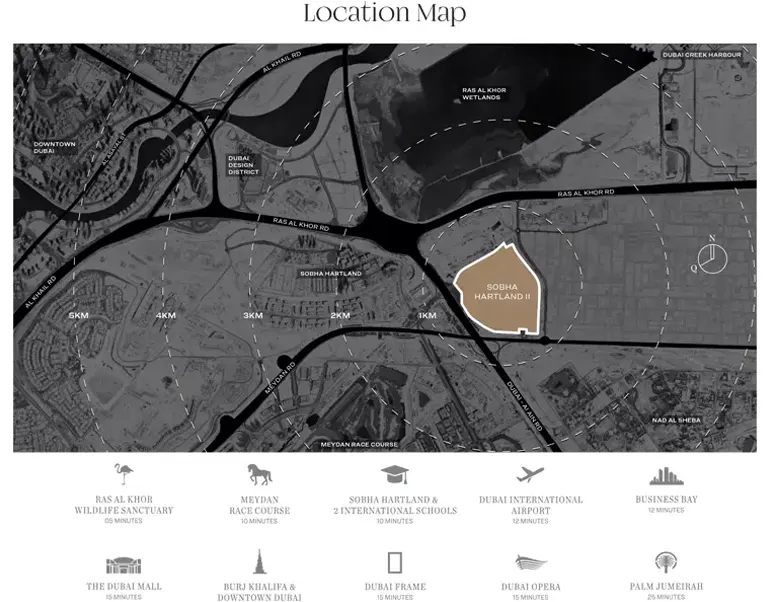 Location Map
DUBAI CREEK HARBOUR
AL KHAIL RD
RAS AL KHOR
WETLANDS
DOWNTOWN
DUBAI
DUBAI
DESIGN
DISTRICT
RAS AL KHOR RD
RAS AL KHOR RD
N
Q
SOBHA HARTLAND
AL KHAIL RD
SOBHA
HARTLAND II
5KM
4KM
3KM
2KM
1KM
MEYDAN RD
DUBAI - AL AIN RD
NAD AL SHEBA
MEYDAN RACE COURSE
RAS AL KHOR
WILDLIFE SANCTUARY
05 MINUTES
MEYDAN
RACE COURSE
10 MINUTES
SOBHA HARTLAND &
2 INTERNATIONAL SCHOOLS
10 MINUTES
DUBAI INTERNATIONAL
AIRPORT
12 MINUTES
BUSINESS BAY
12 MINUTES
THE DUBAI MALL
15 MINUTES
BURJ KHALIFA &
DOWNTOWN DUBAI
DUBAI FRAME
15 MINUTES
DUBAI OPERA
15 MINUTES
PALM JUMEIRAH
25 MINUTES